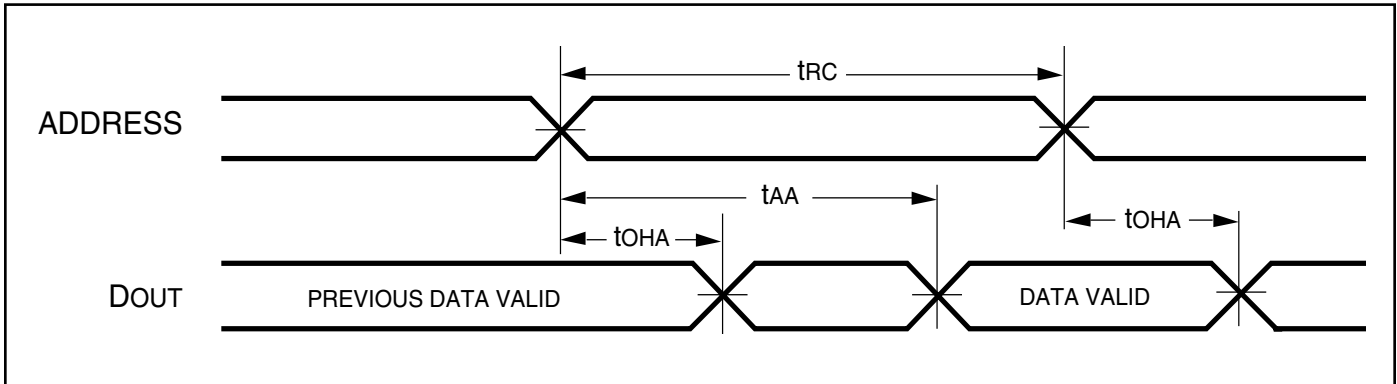 tRC
ADDRESS
tAA
tOHA
tOHA
DOUT
PREVIOUS DATA VALID
DATA VALID